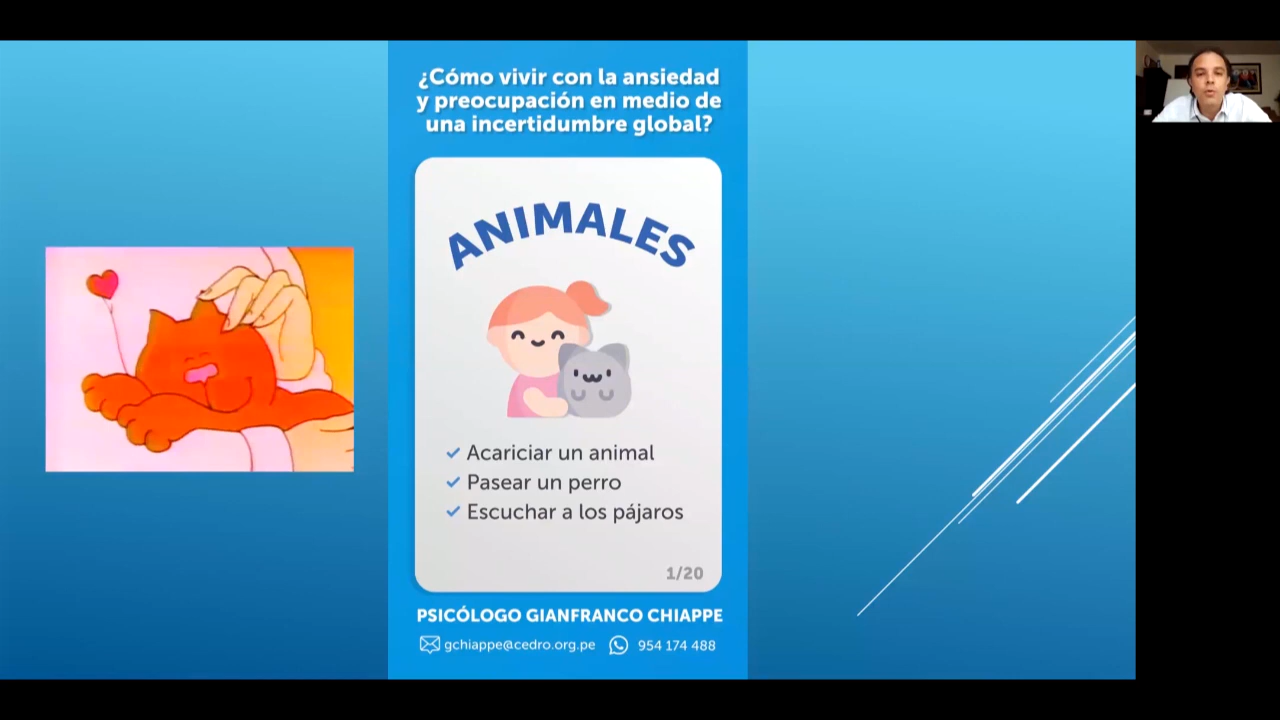 ¿Cómo vivir con la ansiedad
y preocupación en medio de
una incertidumbre global?
ANIMALES
✓ Acariciar un animal
✓ Pasear un perro
✓ Escuchar a los pájaros
1/20
PSICÓLOGO GIANFRANCO CHIAPPE
gchiappe@cedro.org.pe 954 174 488